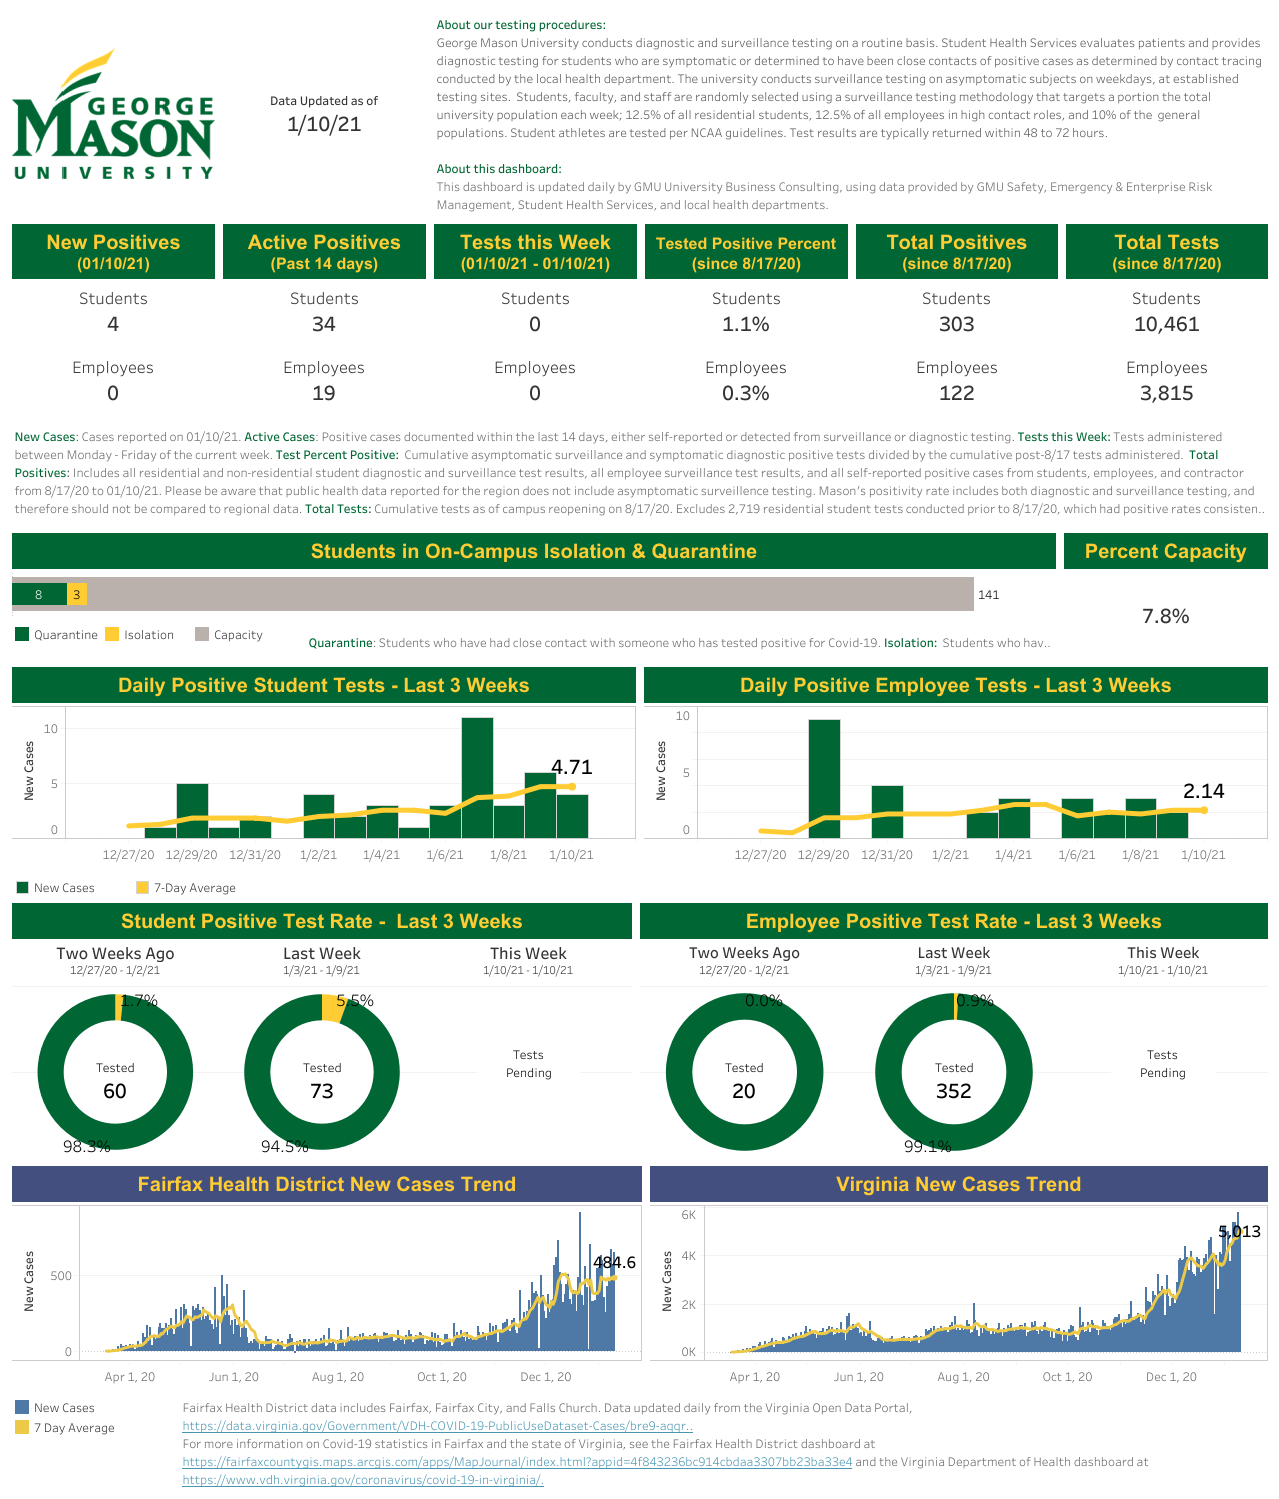 GEORGE
MASON
UNIVERSITY
Data Updated as of
1/10/21
About our testing procedures:
George Mason University conducts diagnostic and surveillance testing on a routine basis. Student Health Services evaluates patients and provides
diagnostic testing for students who are symptomatic or determined to have been close contacts of positive cases as determined by contact tracing
conducted by the local health department. The university conducts surveillance testing on asymptomatic subjects on weekdays, at established
testing sites.  Students, faculty, and staff are randomly selected using a surveillance testing methodology that targets a portion the total
university population each week; 12.5% of all residential students, 12.5% of all employees in high contact roles, and 10% of the  general
populations. Student athletes are tested per NCAA guidelines. Test results are typically returned within 48 to 72 hours.
About this dashboard:
This dashboard is updated daily by GMU University Business Consulting, using data provided by GMU Safety, Emergency & Enterprise Risk
Management, Student Health Services, and local health departments.
New Positives Active Positives Tests this Week Tested Positive Percent Total Positives Total Tests
(01/10/21) (Past 14 days) (01/10/21 - 01/10/21) (since 8/17/20) (since 8/17/20) (since 8/17/20)
Students Students Students Students Students Students
4 34 0 1.1% 303 10,461
Employees Employees Employees Employees Employees Employees
0 19 0 0.3% 122 3,815
New Cases: Cases reported on 01/10/21. Active Cases: Positive cases documented within the last 14 days, either self-reported or detected from surveillance or diagnostic testing. Tests this Week: Tests administered
between Monday - Friday of the current week. Test Percent Positive:  Cumulative asymptomatic surveillance and symptomatic diagnostic positive tests divided by the cumulative post-8/17 tests administered.  Total
Positives: Includes all residential and non-residential student diagnostic and surveillance test results, all employee surveillance test results, and all self-reported positive cases from students, employees, and contractor
from 8/17/20 to 01/10/21. Please be aware that public health data reported for the region does not include asymptomatic surveillence testing. Mason's positivity rate includes both diagnostic and surveillance testing, and
therefore should not be compared to regional data. Total Tests: Cumulative tests as of campus reopening on 8/17/20. Excludes 2,719 residential student tests conducted prior to 8/17/20, which had positive rates consisten..
Students in On-Campus Isolation & Quarantine Percent Capacity
8 3 141
7.8%
Quarantine Isolation Capacity
Quarantine: Students who have had close contact with someone who has tested positive for Covid-19. Isolation:  Students who hav..
Daily Positive Student Tests - Last 3 Weeks
New Cases
10
5
0
4.71
12/27/20 12/29/20 12/31/20 1/2/21 1/4/21 1/6/21 1/8/21 1/10/21
Daily Positive Employee Tests - Last 3 Weeks
New Cases
10
5
0
2.14
12/27/20 12/29/20 12/31/20 1/2/21 1/4/21 1/6/21 1/8/21 1/10/21
New Cases 7-Day Average
Student Positive Test Rate -  Last 3 Weeks
Two Weeks Ago Last Week This Week
12/27/20 - 1/2/21 1/3/21 - 1/9/21 1/10/21 - 1/10/21
1.7% 5.5%
Tested Tested Tests
60 73 Pending
98.3% 94.5%
Employee Positive Test Rate - Last 3 Weeks
Two Weeks Ago Last Week This Week
12/27/20 - 1/2/21 1/3/21 - 1/9/21 1/10/21 - 1/10/21
0.0% 0.9%
Tested Tested Tests
20 352 Pending
99.1%
Fairfax Health District New Cases Trend
New Cases
500
0
484.6
Apr 1, 20 Jun 1, 20 Aug 1, 20 Oct 1, 20 Dec 1, 20
Virginia New Cases Trend
New Cases
6K
4K
2K
0K
5,013
Apr 1, 20 Jun 1, 20 Aug 1, 20 Oct 1, 20 Dec 1, 20
New Cases
7 Day Average
Fairfax Health District data includes Fairfax, Fairfax City, and Falls Church. Data updated daily from the Virginia Open Data Portal,
https://data.virginia.gov/Government/VDH-COVID-19-PublicUseDataset-Cases/bre9-aqqr..
For more information on Covid-19 statistics in Fairfax and the state of Virginia, see the Fairfax Health District dashboard at
https://fairfaxcountygis.maps.arcgis.com/apps/MapJournal/index.html?appid=4f843236bc914cbdaa3307bb23ba33e4 and the Virginia Department of Health dashboard at
https://www.vdh.virginia.gov/coronavirus/covid-19-in-virginia/.